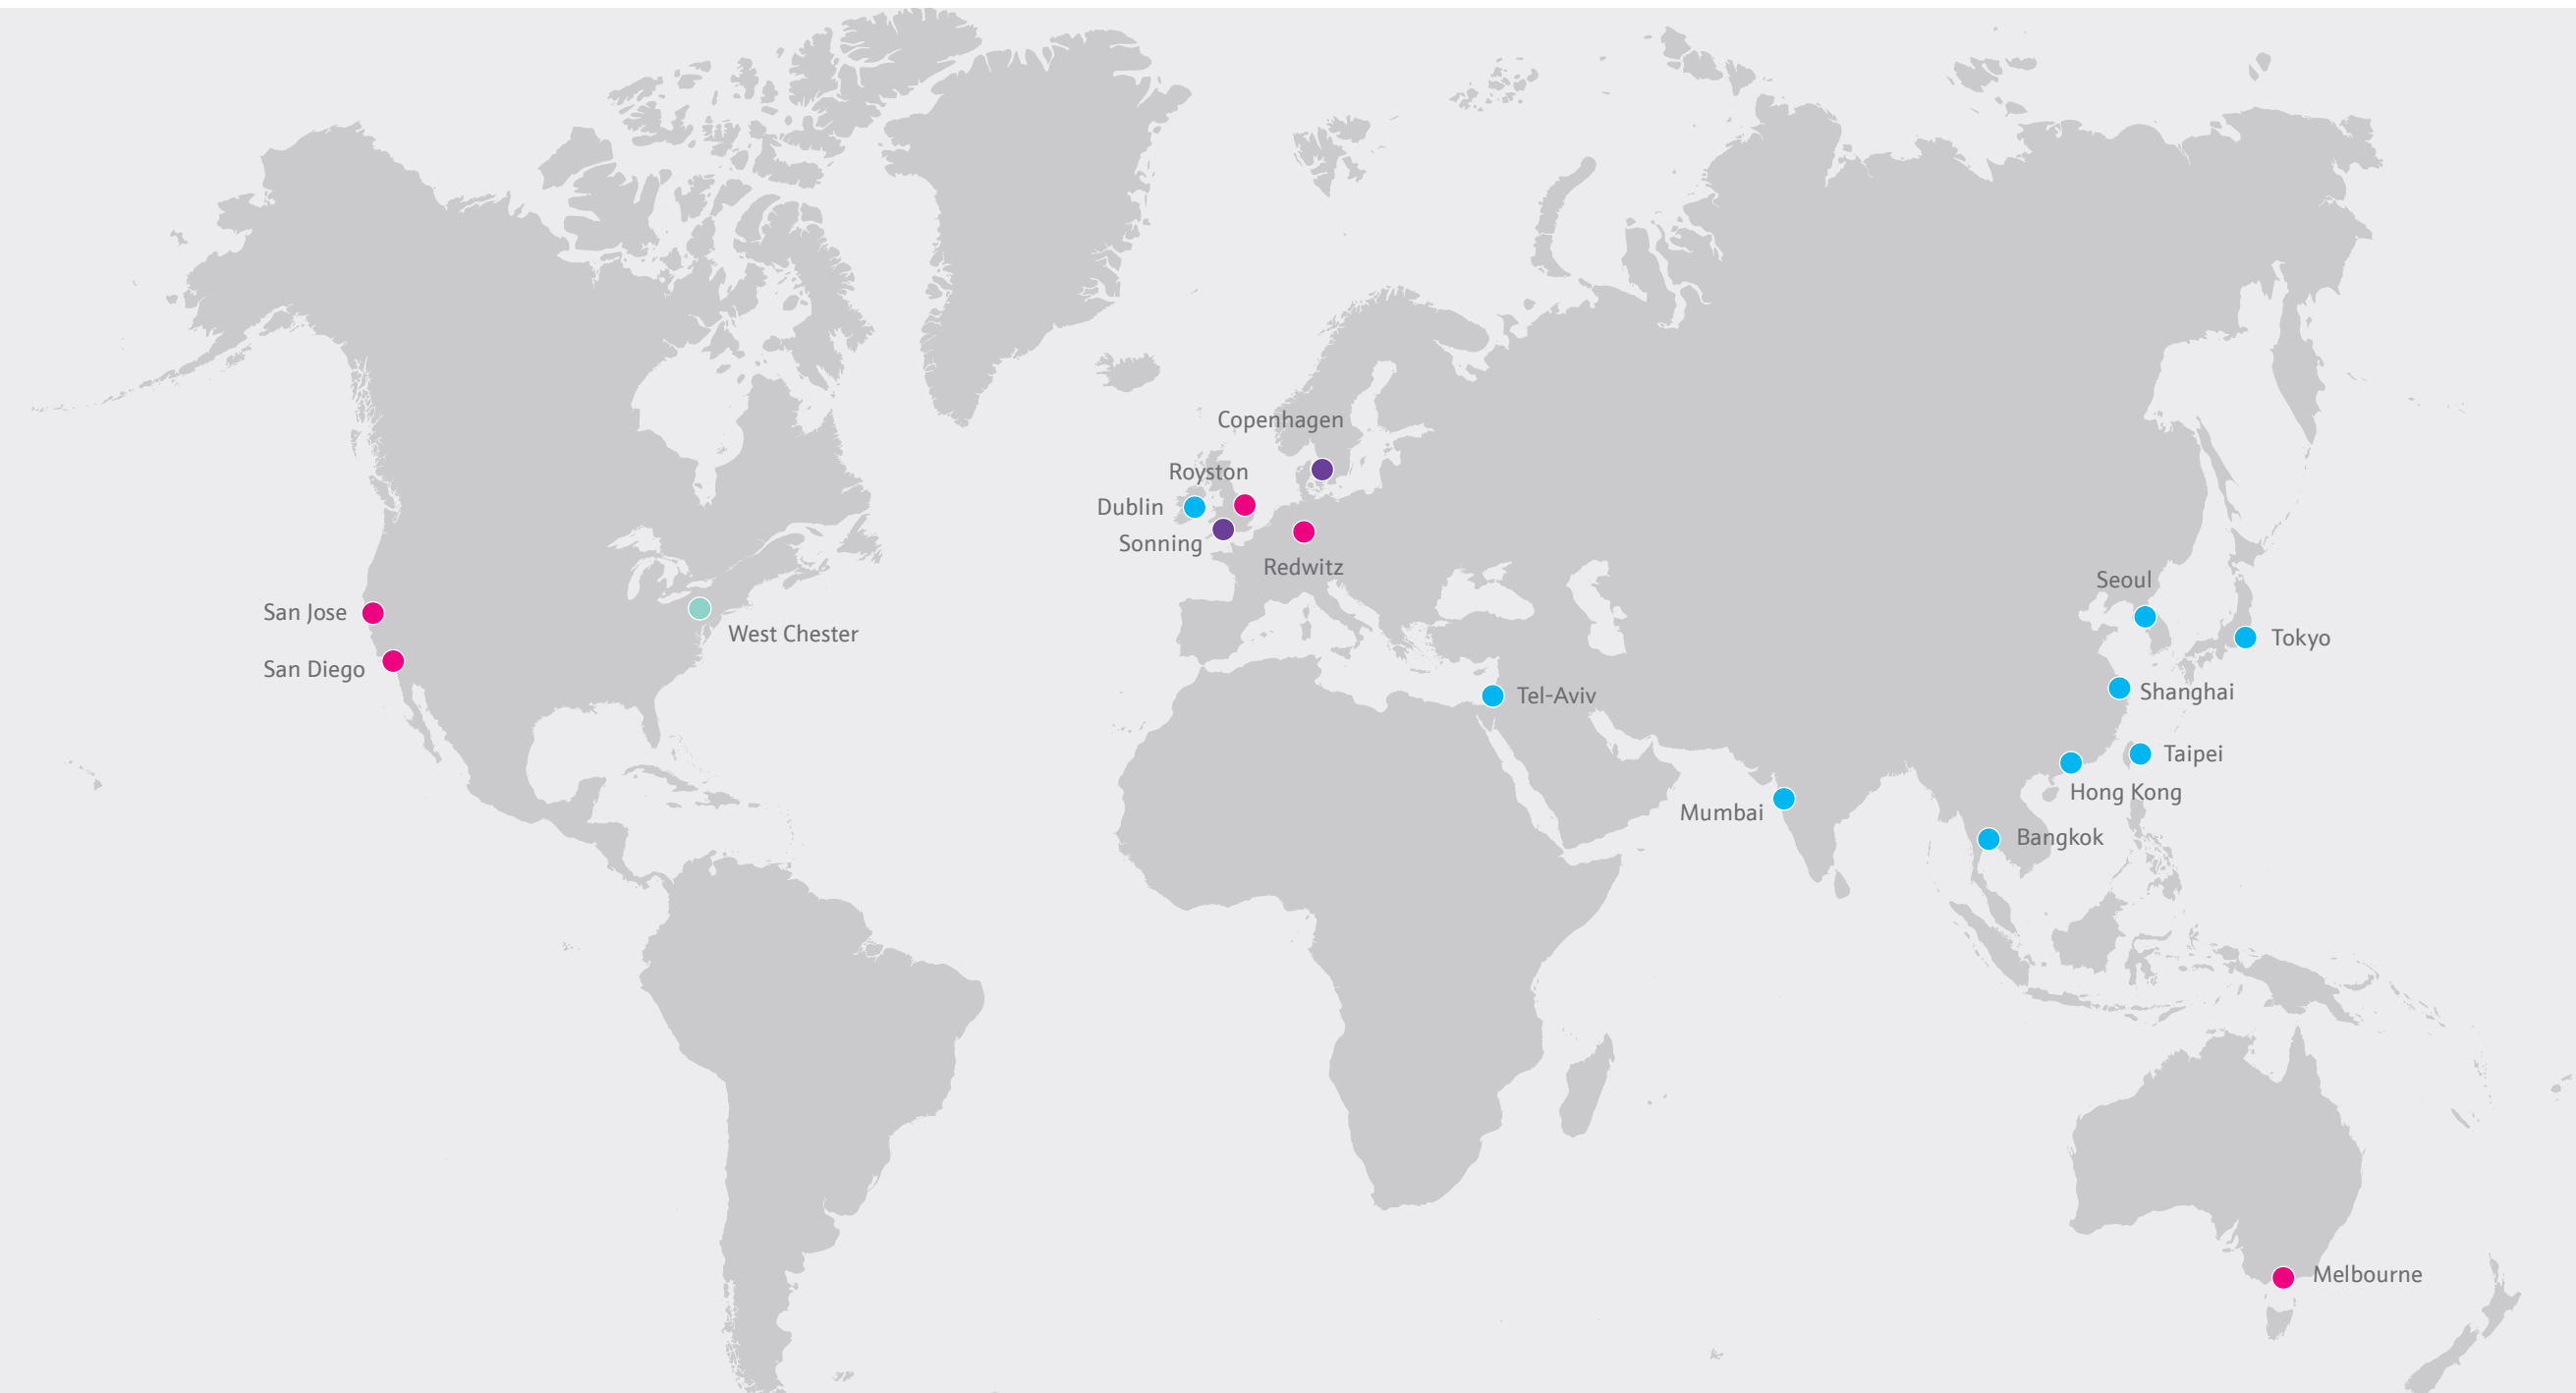 Copenhagen
Royston
Dublin
Sonning
Redwitz
Seoul
San Jose
West Chester
Tokyo
San Diego
Tel-Aviv
Shanghai
Taipei
Hong Kong
Mumbai
Bangkok
Melbourne